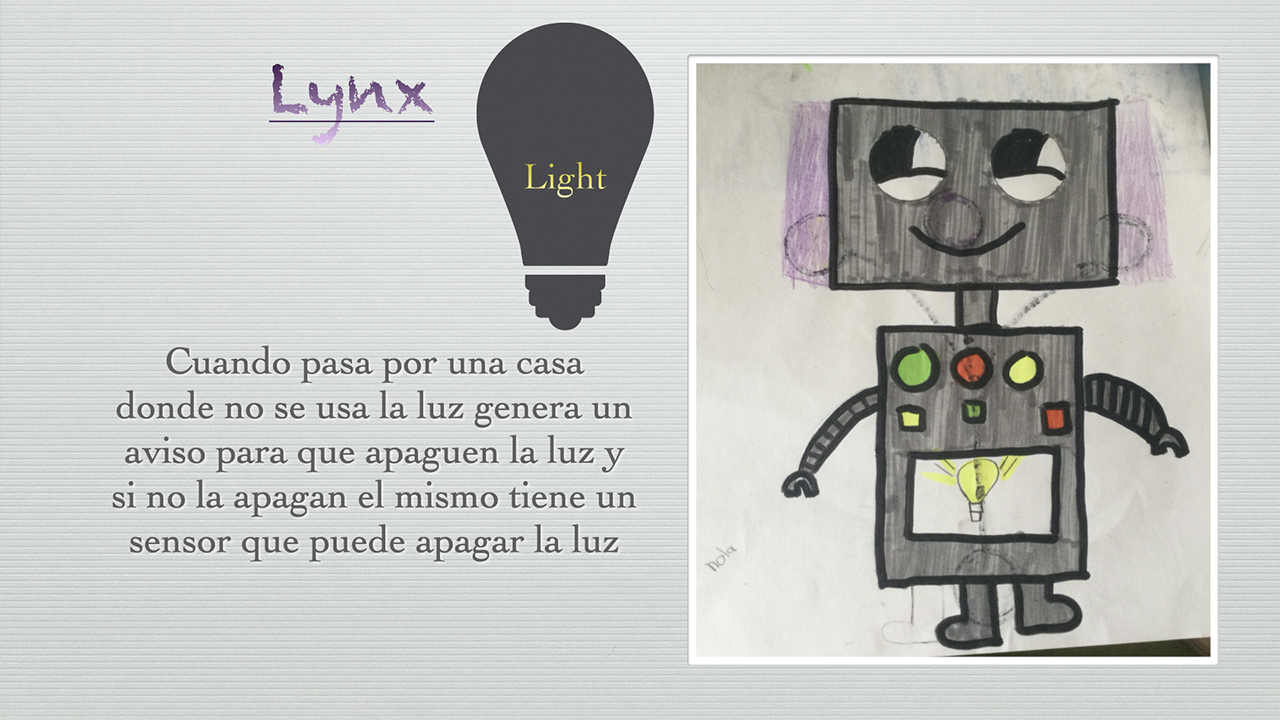 Lynx
Light
Cuando pasa por una casa
donde no se usa la luz genera un
aviso para que apaguen la luz y
si no la apagan el mismo tiene un
sensor que puede apagar la luz
nola